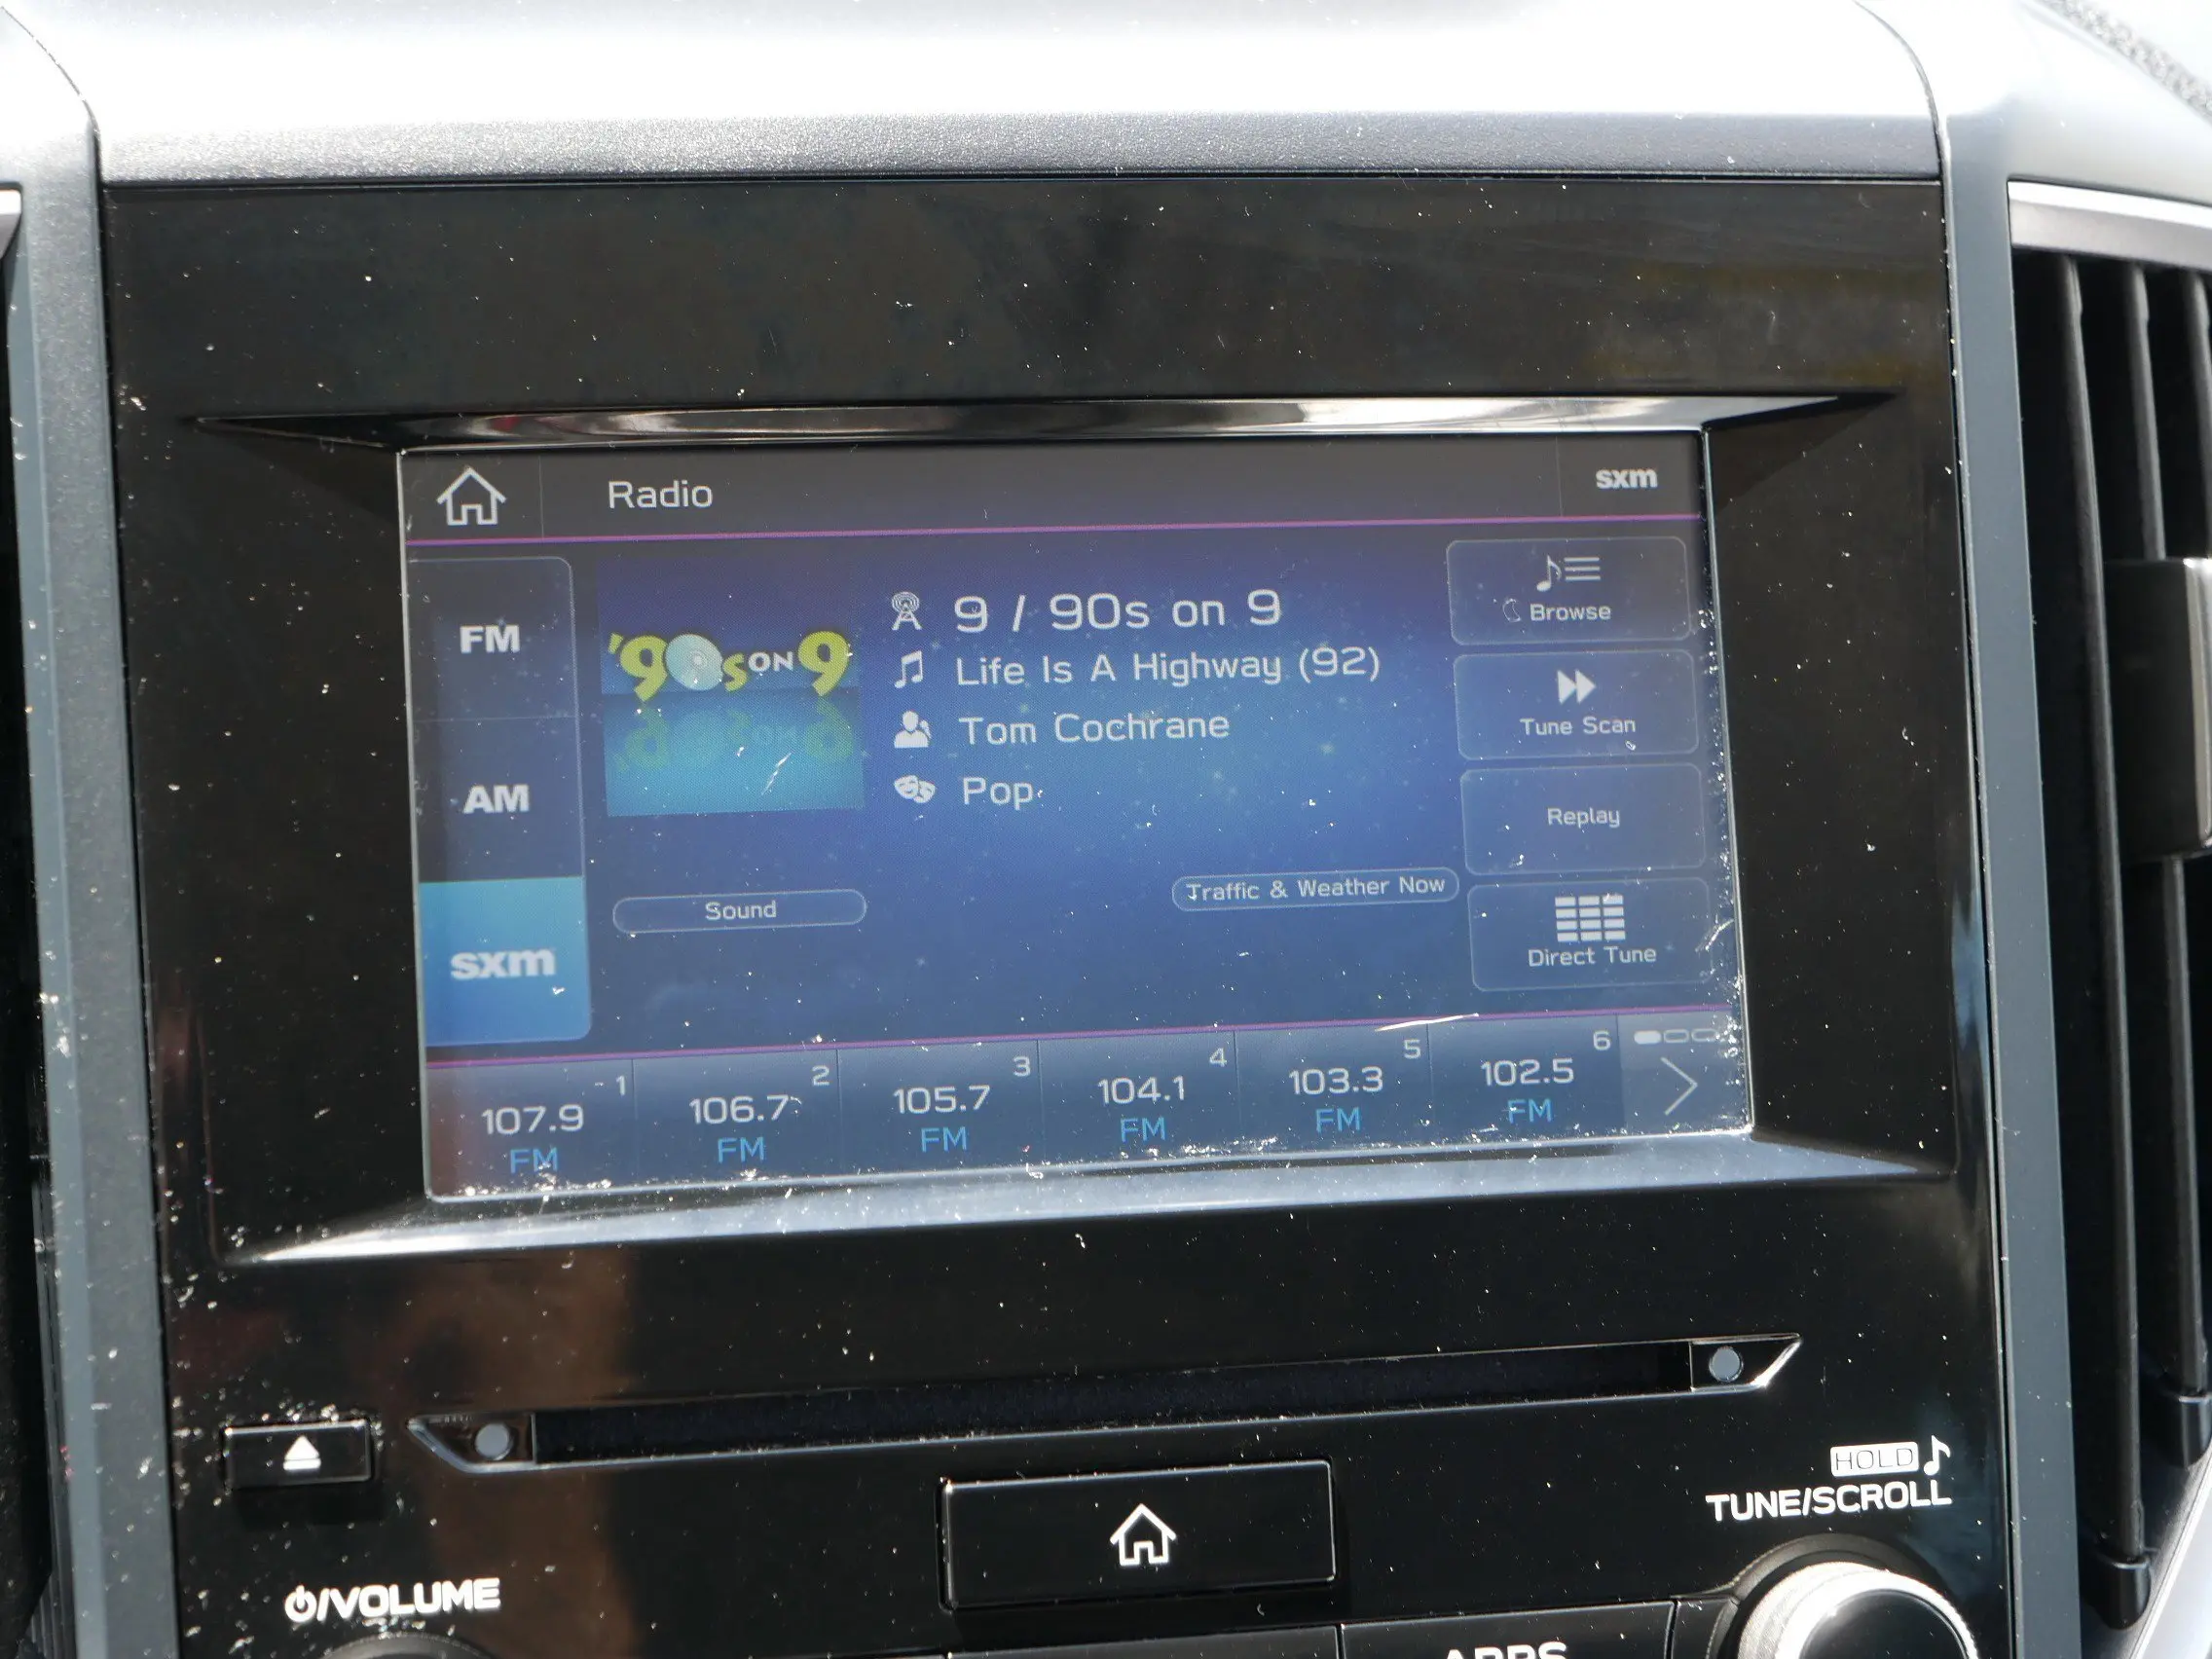 Radio
sxm
FM
AM
sxm
'90s ON 9
9 / 90s on 9
Life Is A Highway (92)
Tom Cochrane
Pop
Sound
Traffic & Weather Now
Browse
Tune Scan
Replay
Direct Tune
1
107.9
FM
2
106.7
FM
3
105.7
FM
4
104.1
FM
5
103.3
FM
6
102.5
FM
HOLD
TUNE/SCROLL
/VOLUME
APPS